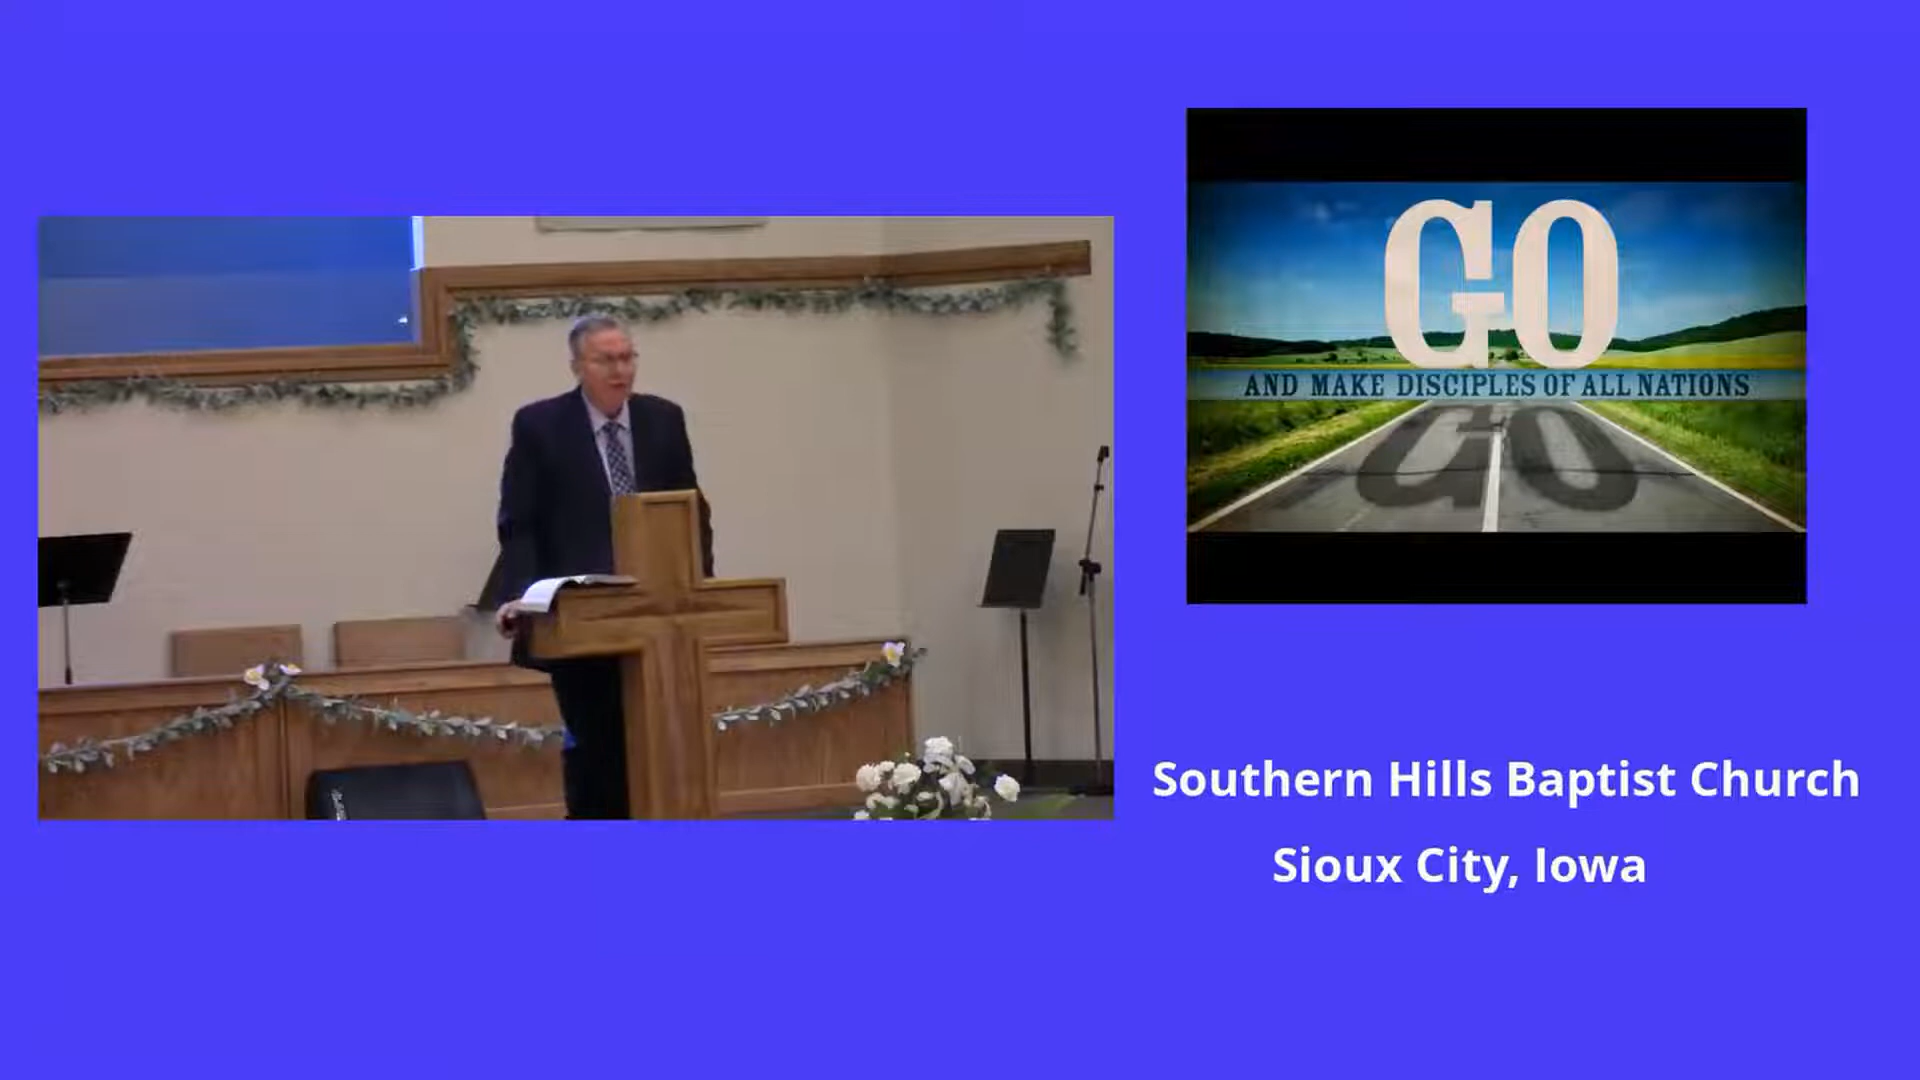 GO
AND MAKE DISCIPLES OF ALL NATIONS
GO
Southern Hills Baptist Church
Sioux City, Iowa